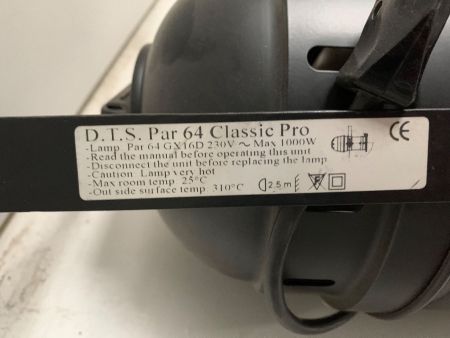 D.T.S. Par 64 Classic Pro
-Lamp Par 64 GX16D 230V ~ Max 1000W
-Read the manual before operating this unit
-Disconnect the unit before replacing the lamp
-Caution Lamp very hot
-Max room temp 25°C
-Out side surface temp. 310°C
2.5m
F
CE